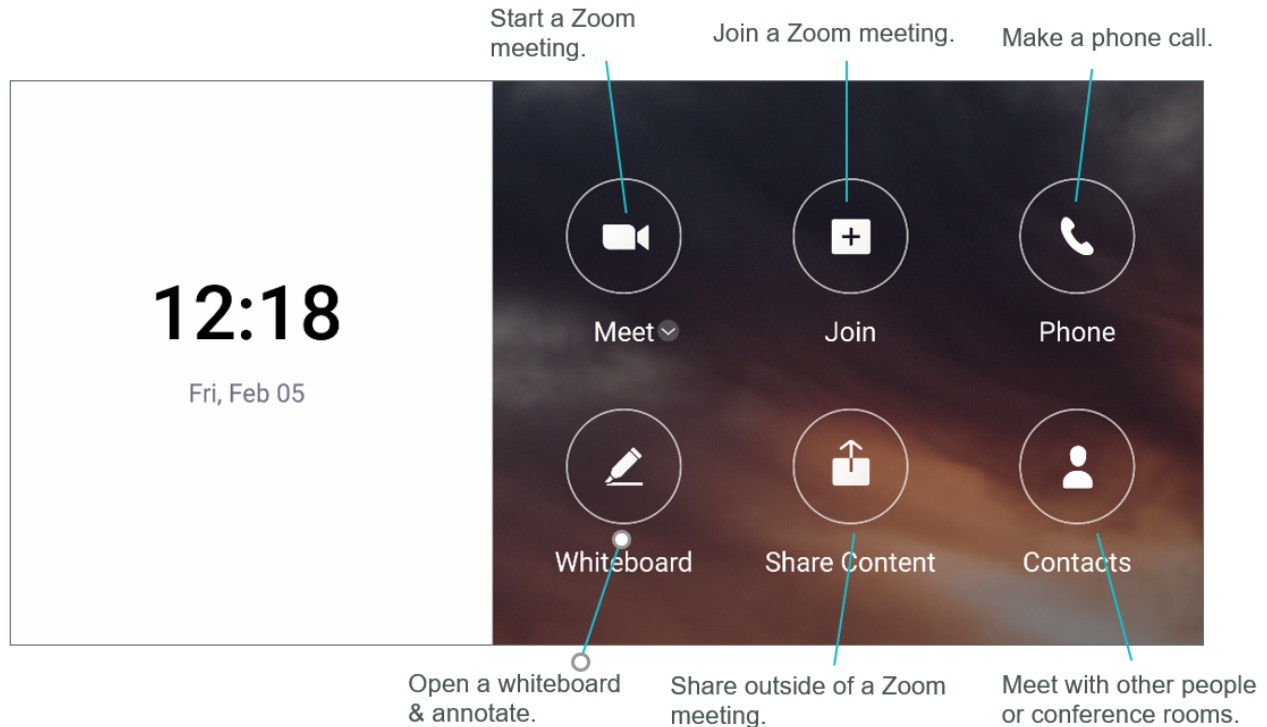 Start a Zoom
meeting.
Join a Zoom meeting.
Make a phone call.
12:18
Fri, Feb 05
Meet
Join
Phone
Whiteboard
Share Content
Contacts
Open a whiteboard
& annotate.
Share outside of a Zoom
meeting.
Meet with other people
or conference rooms.